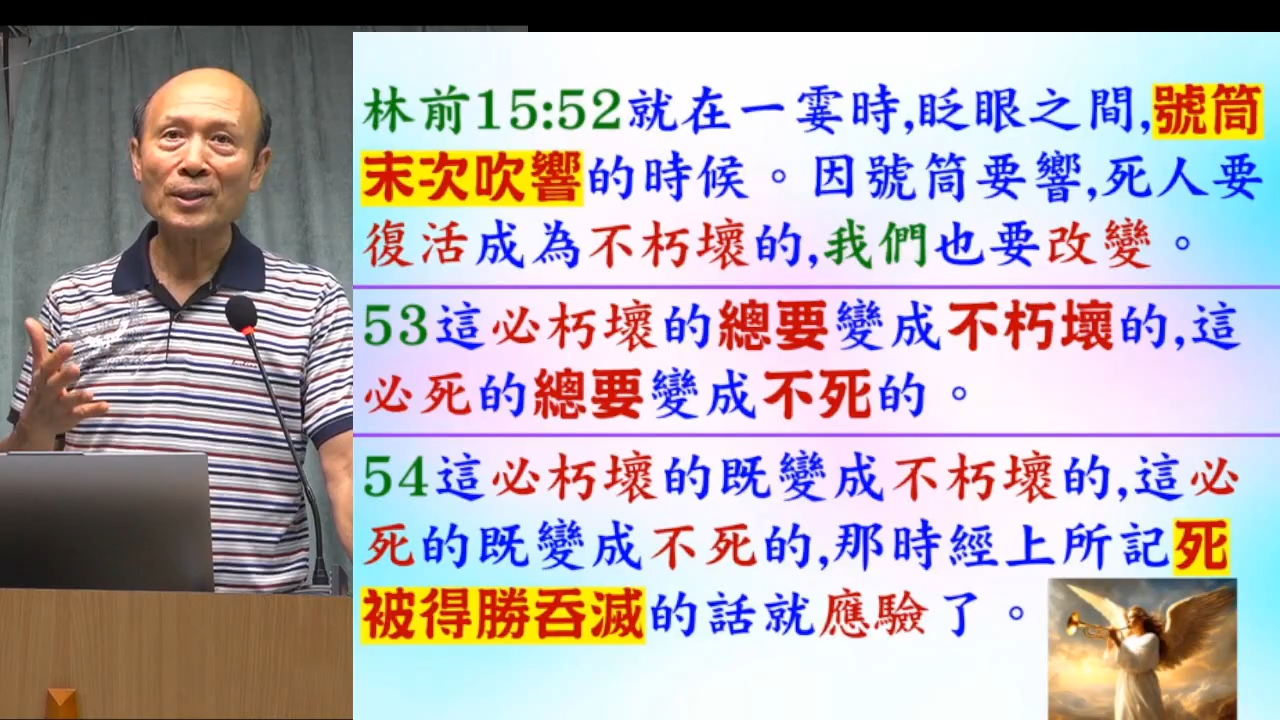 林前15:52就在一霎時,眨眼之間,號筒
末次吹響的時候。因號筒要響,死人要
復活成為不朽壞的,我們也要改變。
53這必朽壞的總要變成不朽壞的,這
必死的總要變成不死的。
54這必朽壞的既變成不朽壞的,這必
死的既變成不死的,那時經上所記死
被得勝吞滅的話就應驗了。